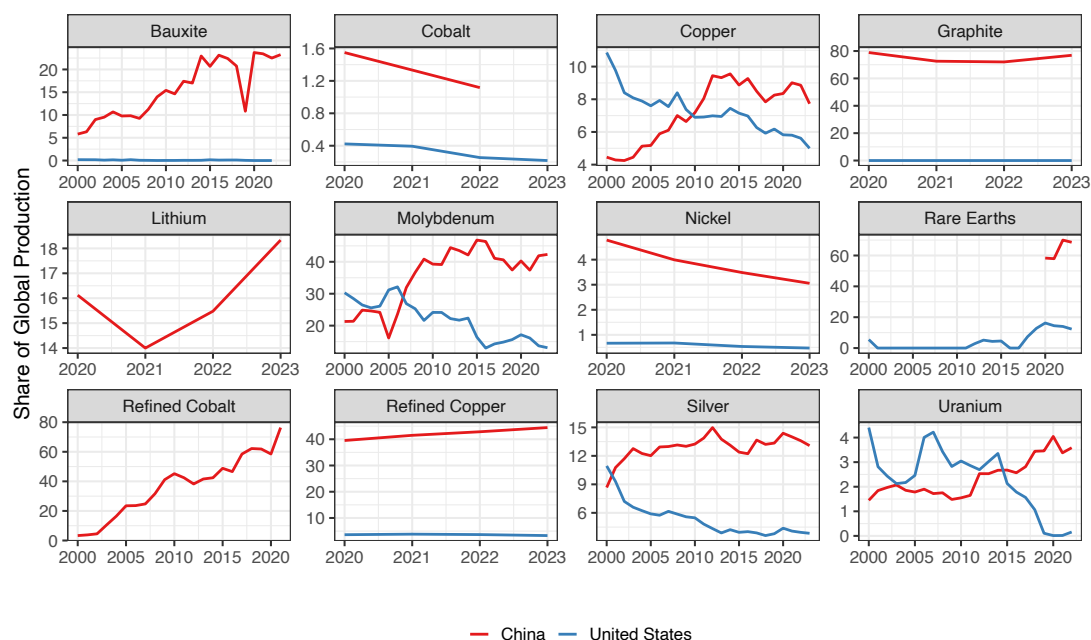 Share of Global Production
Bauxite
Cobalt
Copper
Graphite
25
20
15
10
5
0
2000 2005 2010 2015 2020
1.6
1.2
0.8
0.4
2020 2021 2022 2023
10
8
6
4
2000 2005 2010 2015 2020
80
60
40
20
0
2020 2021 2022 2023
Lithium
Molybdenum
Nickel
Rare Earths
18
17
16
15
14
2020 2021 2022 2023
40
30
20
2000 2005 2010 2015 2020
4
3
2
1
2020 2021 2022 2023
60
40
20
0
2000 2005 2010 2015 2020
Refined Cobalt
Refined Copper
Silver
Uranium
80
60
40
20
0
2000 2005 2010 2015 2020
40
30
20
10
2020 2021 2022 2023
15
12
9
6
2000 2005 2010 2015 2020
4
3
2
1
0
2000 2005 2010 2015 2020
China United States